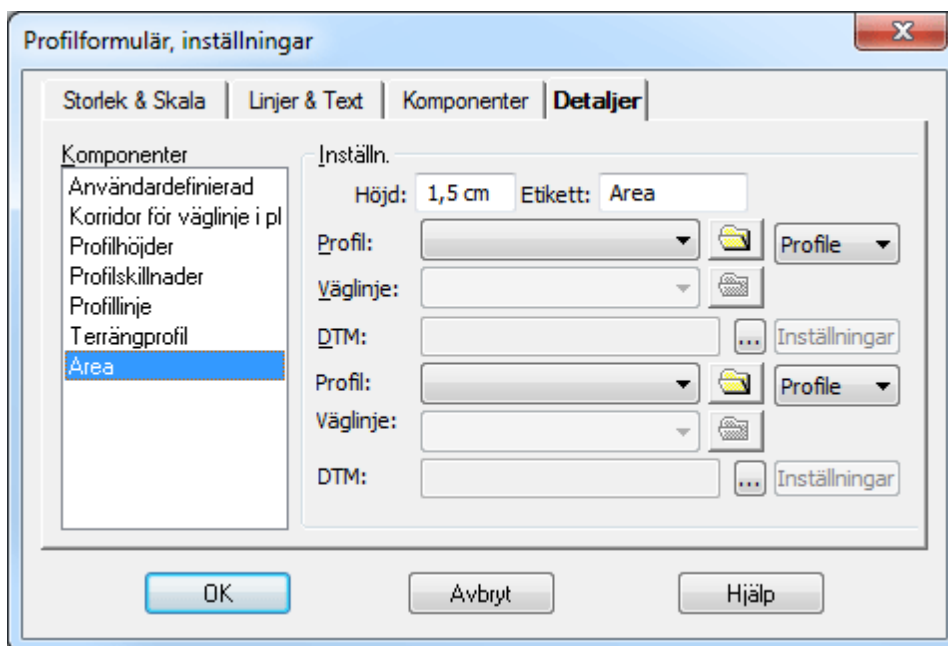 Profilformulär, inställningar
Storlek & Skala Linjer & Text Komponenter Detaljer
Komponenter
Användardefinierad
Korridor för väglinje i pl
Profilhöjder
Profilskillnader
Profillinje
Terrängprofil
Area
Inställn.
Höjd: 1,5 cm Etikett: Area
Profil: Profile
Väglinje:
DTM: ... Inställningar
Profil: Profile
Väglinje:
DTM: ... Inställningar
OK Avbryt Hjälp